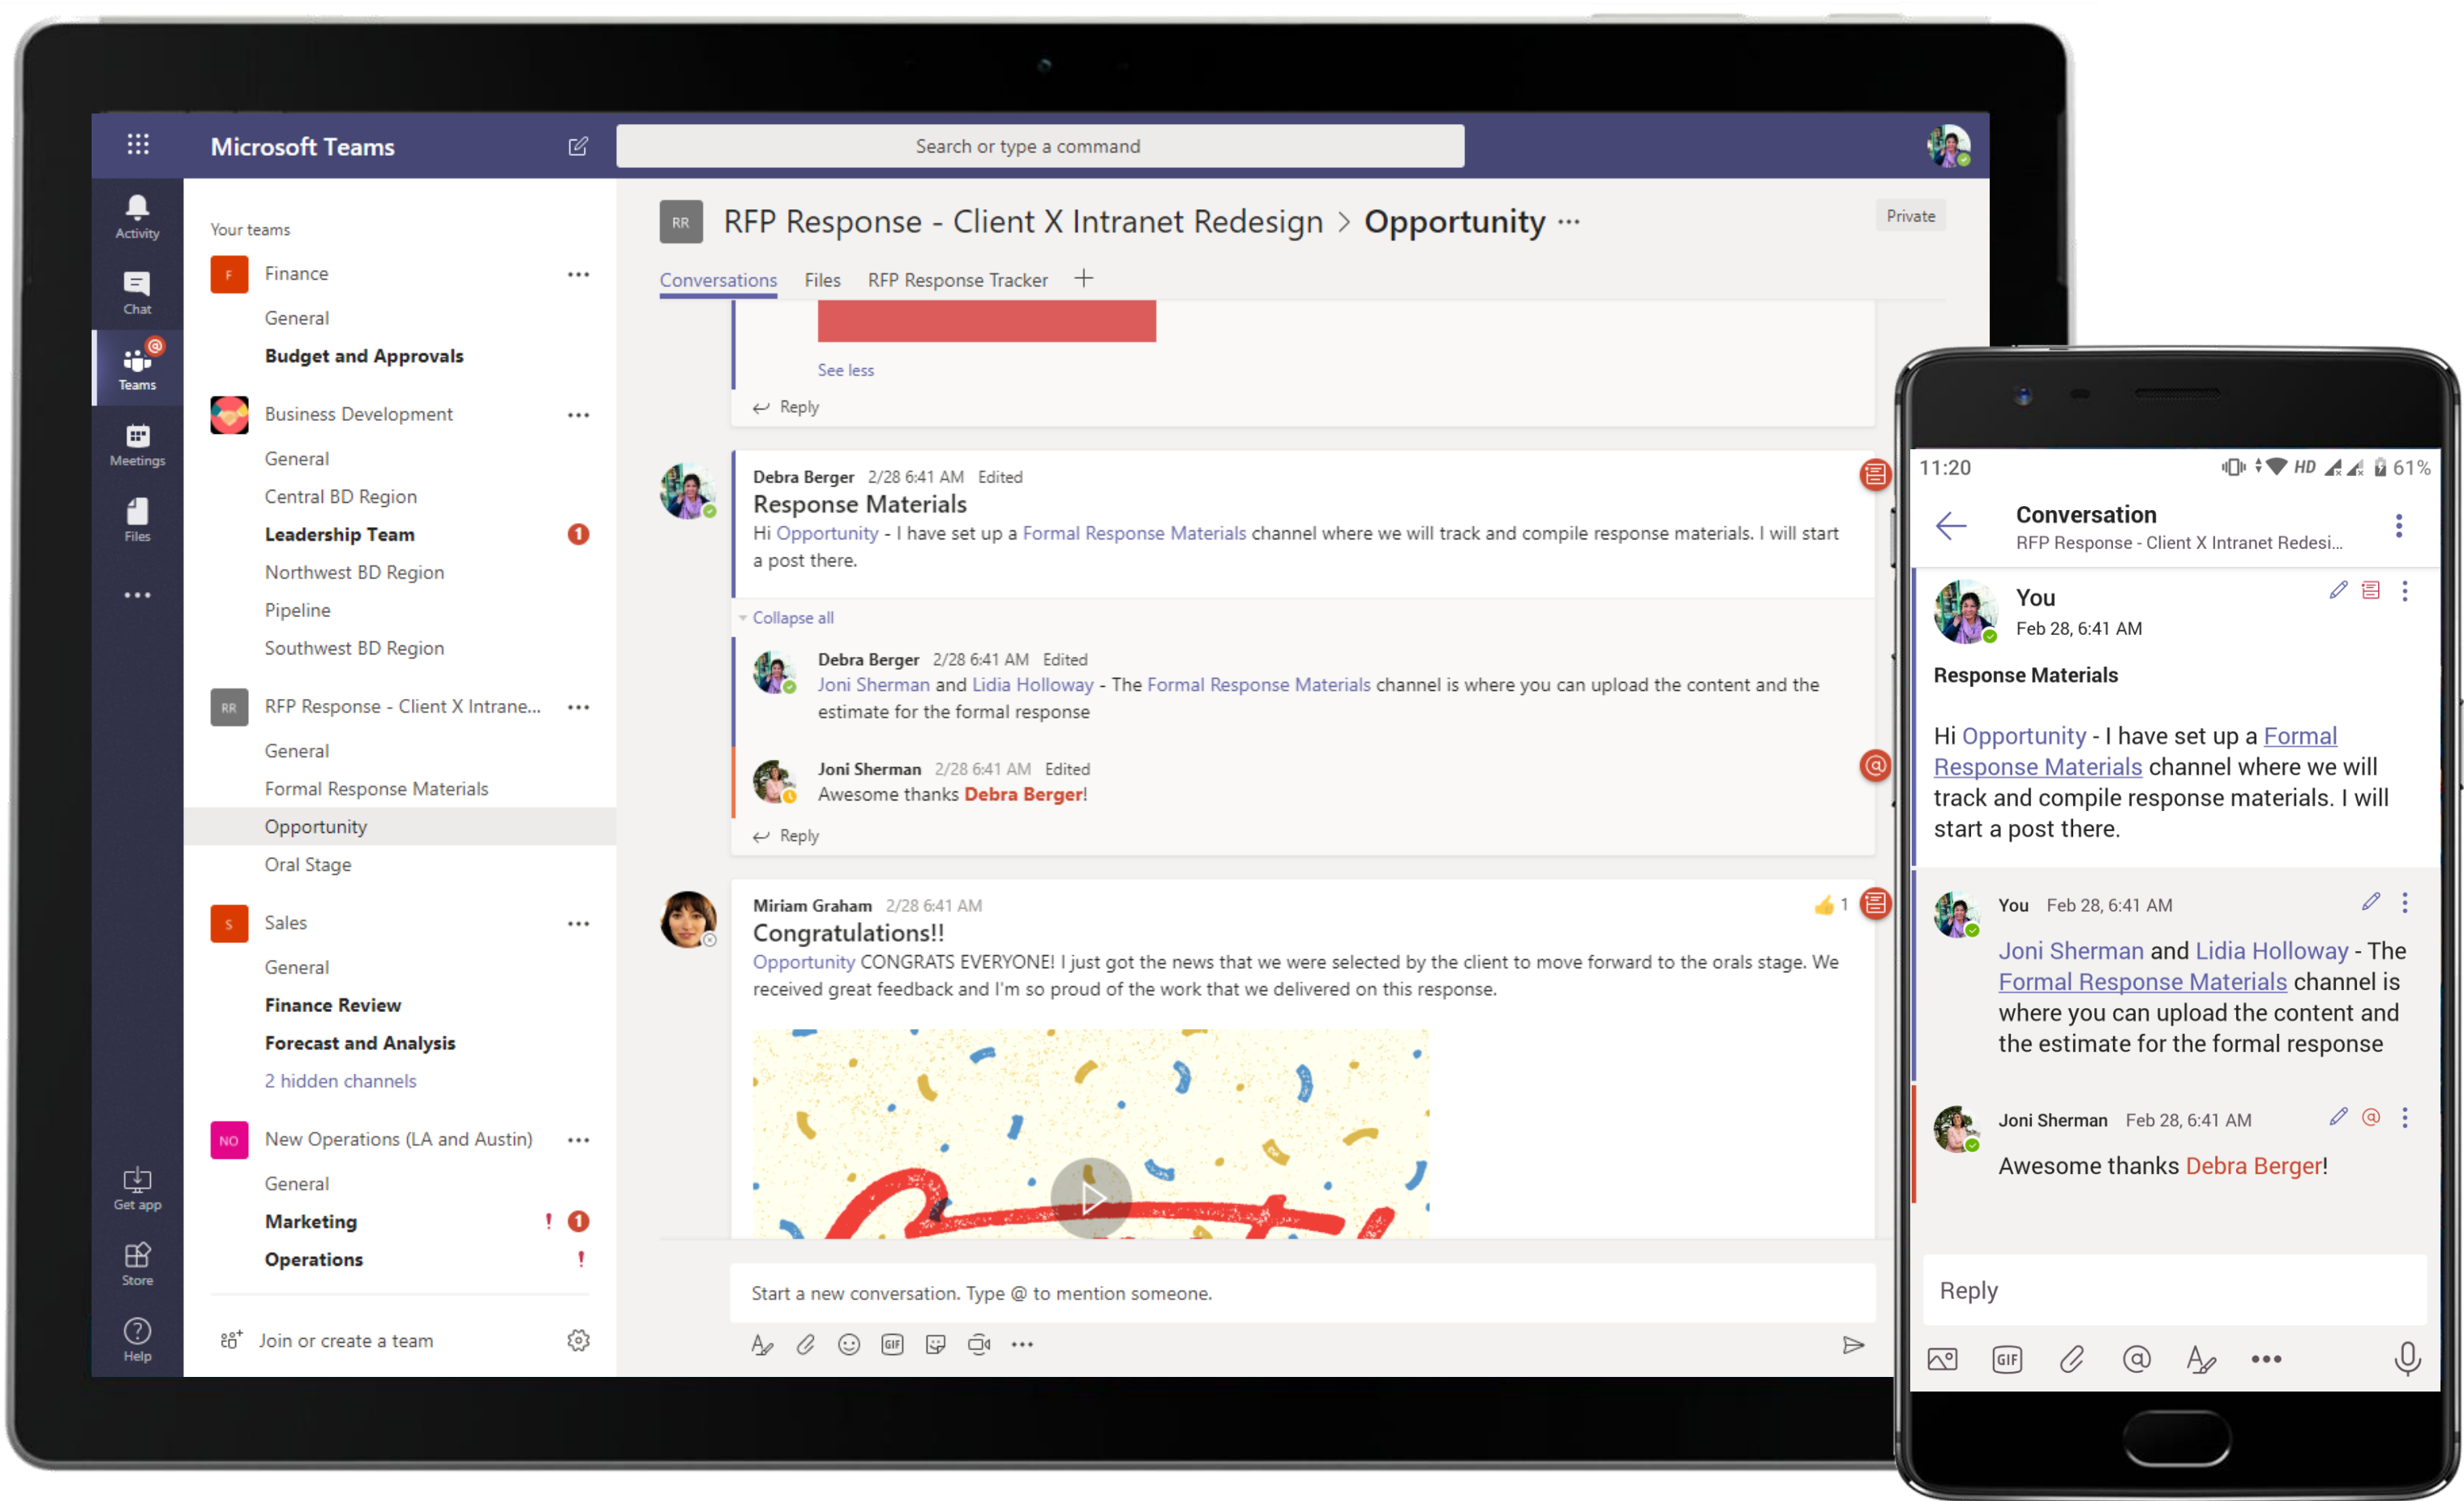 Microsoft Teams
Search or type a command
Activity
Chat
@
Teams
Meetings
Files
Get app
Store
Help
Your teams
F
Finance
General
Budget and Approvals
Business Development
General
Central BD Region
Leadership Team
1
Northwest BD Region
Pipeline
Southwest BD Region
RR
RFP Response - Client X Intrane...
General
Formal Response Materials
Opportunity
Oral Stage
S
Sales
General
Finance Review
Forecast and Analysis
2 hidden channels
NO
New Operations (LA and Austin)
General
Marketing
! 1
Operations
!
Join or create a team
RR
RFP Response - Client X Intranet Redesign > Opportunity ...
Private
Conversations Files RFP Response Tracker +
See less
Reply
Debra Berger 2/28 6:41 AM Edited
Response Materials
Hi Opportunity - I have set up a Formal Response Materials channel where we will track and compile response materials. I will start
a post there.
Collapse all
Debra Berger 2/28 6:41 AM Edited
Joni Sherman and Lidia Holloway - The Formal Response Materials channel is where you can upload the content and the
estimate for the formal response
Joni Sherman 2/28 6:41 AM Edited
@
Awesome thanks Debra Berger!
Reply
Miriam Graham 2/28 6:41 AM
1
Congratulations!!
Opportunity CONGRATS EVERYONE! I just got the news that we were selected by the client to move forward to the orals stage. We
received great feedback and I'm so proud of the work that we delivered on this response.
Start a new conversation. Type @ to mention someone.
GIF
11:20
HD
61%
Conversation
RFP Response - Client X Intranet Redesi...
You
Feb 28, 6:41 AM
Response Materials
Hi Opportunity - I have set up a Formal
Response Materials channel where we will
track and compile response materials. I will
start a post there.
You Feb 28, 6:41 AM
Joni Sherman and Lidia Holloway - The
Formal Response Materials channel is
where you can upload the content and
the estimate for the formal response
Joni Sherman Feb 28, 6:41 AM
@
Awesome thanks Debra Berger!
Reply
GIF
@